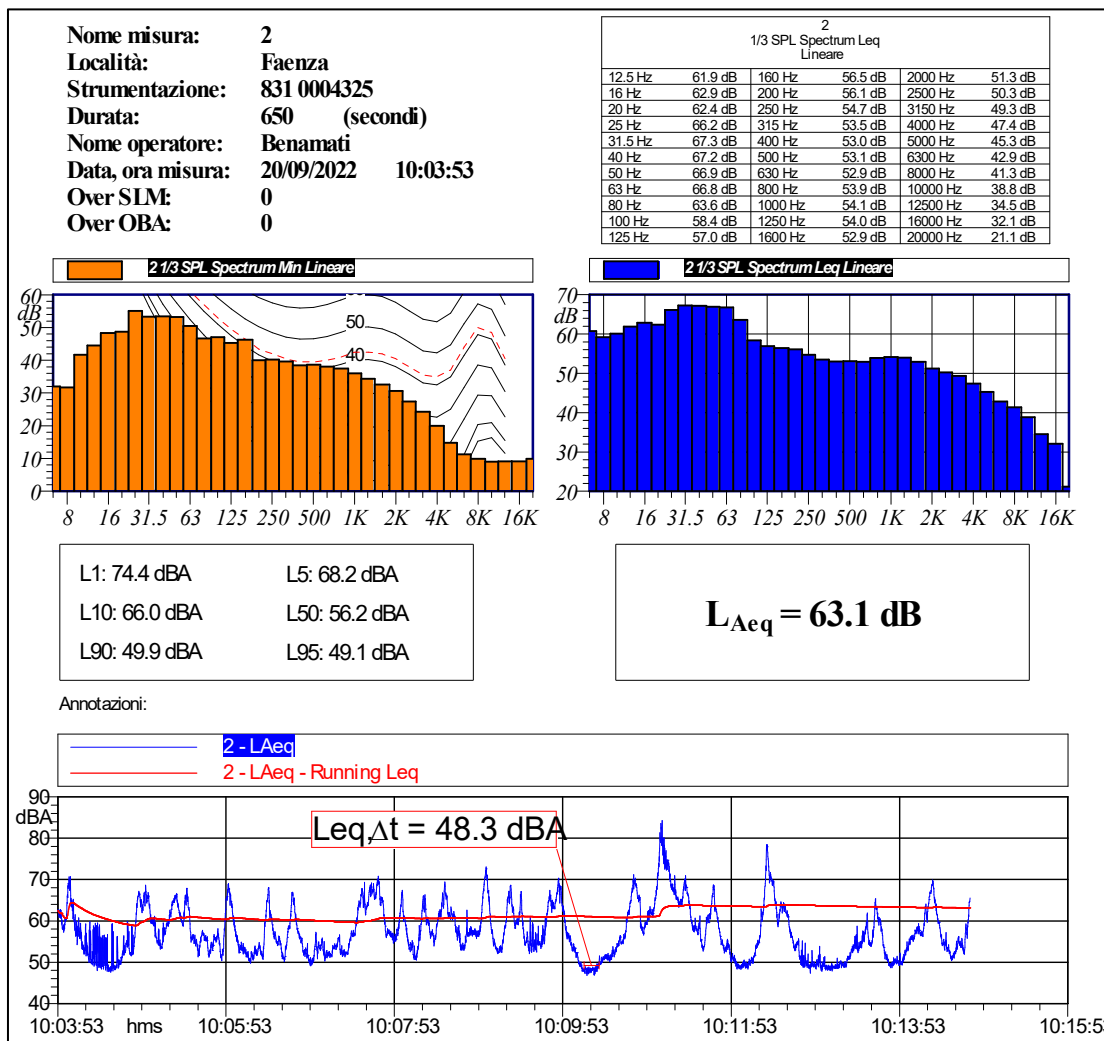 Nome misura: 2
Località: Faenza
Strumentazione: 831 0004325
Durata: 650 (secondi)
Nome operatore: Benamati
Data, ora misura: 20/09/2022 10:03:53
Over SLM: 0
Over OBA: 0
2
1/3 SPL Spectrum Leq
Lineare
12.5 Hz 61.9 dB 160 Hz 56.5 dB 2000 Hz 51.3 dB
16 Hz 62.9 dB 200 Hz 56.1 dB 2500 Hz 50.3 dB
20 Hz 62.4 dB 250 Hz 54.7 dB 3150 Hz 49.3 dB
25 Hz 66.2 dB 315 Hz 53.5 dB 4000 Hz 47.4 dB
31.5 Hz 67.3 dB 400 Hz 53.0 dB 5000 Hz 45.3 dB
40 Hz 67.2 dB 500 Hz 53.1 dB 6300 Hz 42.9 dB
50 Hz 66.9 dB 630 Hz 52.9 dB 8000 Hz 41.3 dB
63 Hz 66.8 dB 800 Hz 53.9 dB 10000 Hz 38.8 dB
80 Hz 63.6 dB 1000 Hz 54.1 dB 12500 Hz 34.5 dB
100 Hz 58.4 dB 1250 Hz 54.0 dB 16000 Hz 32.1 dB
125 Hz 57.0 dB 1600 Hz 52.9 dB 20000 Hz 21.1 dB
2 1/3 SPL Spectrum Min Lineare
60
dB
50
40
30
20
10
0
50
40
8 16 31.5 63 125 250 500 1K 2K 4K 8K 16K
2 1/3 SPL Spectrum Leq Lineare
70
dB
60
50
40
30
20
8 16 31.5 63 125 250 500 1K 2K 4K 8K 16K
L1: 74.4 dBA L5: 68.2 dBA
L10: 66.0 dBA L50: 56.2 dBA
L90: 49.9 dBA L95: 49.1 dBA
LAeq = 63.1 dB
Annotazioni:
2 - LAeq
2 - LAeq - Running Leq
90
dBA
80
70
60
50
40
Leq,Δt = 48.3 dBA
10:03:53 hms 10:05:53 10:07:53 10:09:53 10:11:53 10:13:53 10:15:53